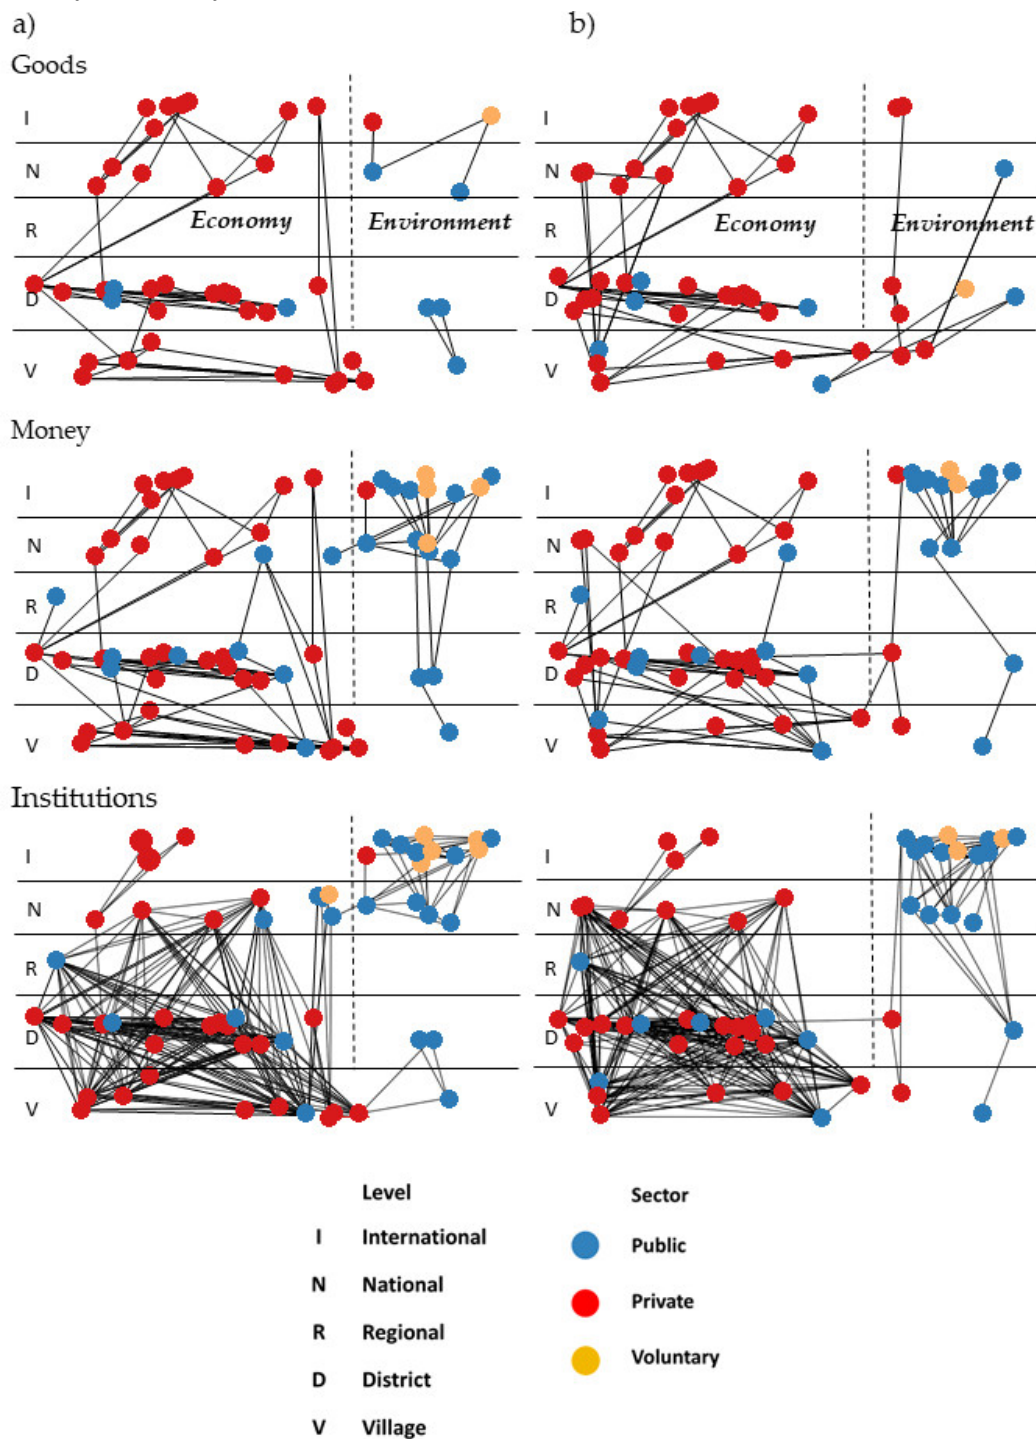 a) b)
Goods
I I
N N
R Economy Environment R Economy Environment
D D
V V
Money
I I
N N
R R
D D
V V
Institutions
I I
N N
R R
D D
V V
Level Sector
I International
Public
N National
Private
R Regional
Voluntary
D District
V Village